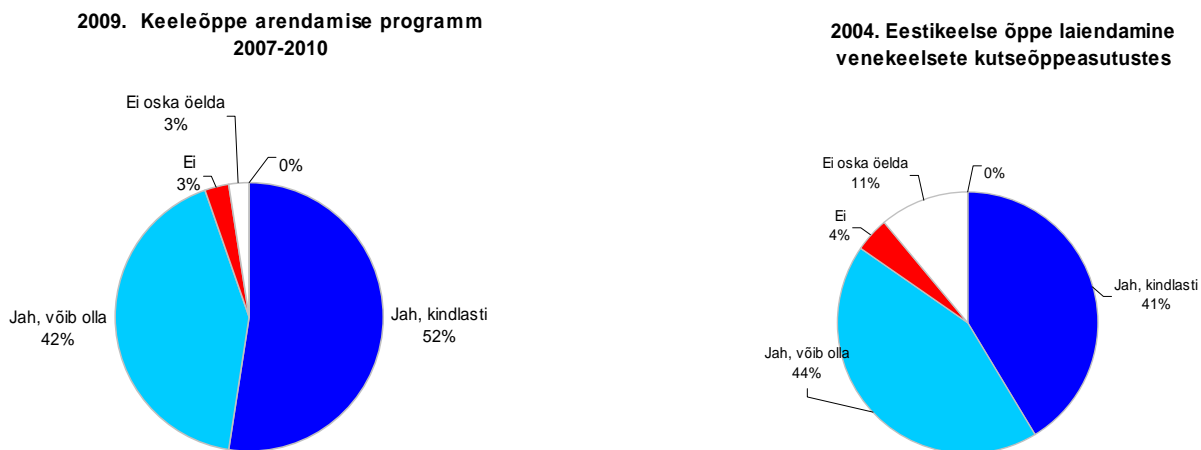 2009. Keeleõppe arendamise programm
2007-2010
Ei oska öelda
3%
Ei
3%
0%
Jah, võib olla
42%
Jah, kindlasti
52%
2004. Eestikeelse õppe laiendamine
venekeelsete kutseõppeasutustes
Ei oska öelda
11%
0%
Ei
4%
Jah, kindlasti
41%
Jah, võib olla
44%